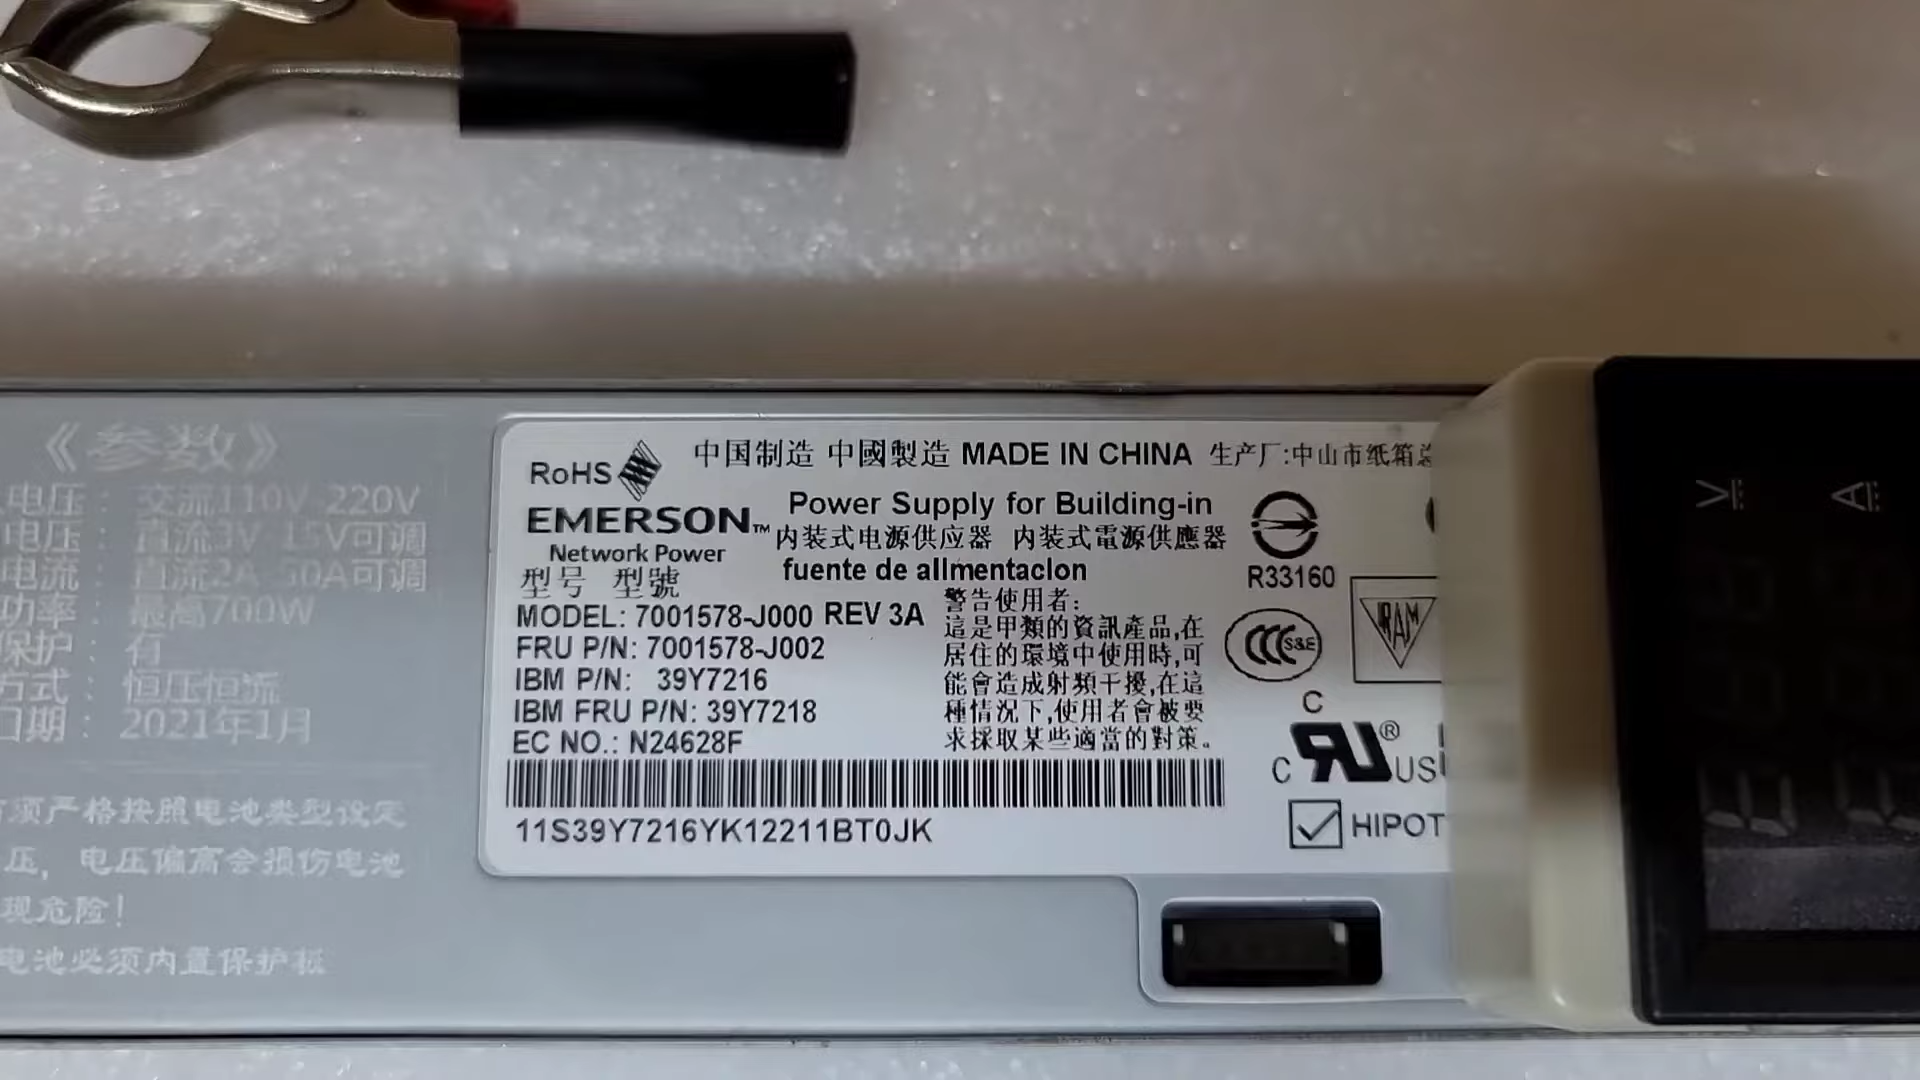 《参数》
电压： 交流110V-220V
电压： 直流3V-15V可调
电流： 直流2A-50A可调
功率： 最高700W
保护： 有
方式： 恒压恒流
日期： 2021年1月
须严格按照电池类型设定
压，电压偏高会损伤电池
现危险！
电池必须内置保护板
RoHS
中国制造 中國製造 MADE IN CHINA 生产厂:中山市纸箱总
EMERSON™
Network Power
Power Supply for Building-in
内装式电源供应器 内装式電源供應器
fuente de alimentacion
型号 型號
MODEL: 7001578-J000 REV 3A
FRU P/N: 7001578-J002
IBM P/N: 39Y7216
IBM FRU P/N: 39Y7218
EC NO.: N24628F
11S39Y7216YK12211BT0JK
警告使用者:
這是甲類的資訊產品,在
居住的環境中使用時,可
能會造成射頻干擾,在這
種情況下,使用者會被要
求採取某些適當的對策。
R33160
CCC S&E
IRAM
C
C RU® US
HIPOT
V
A